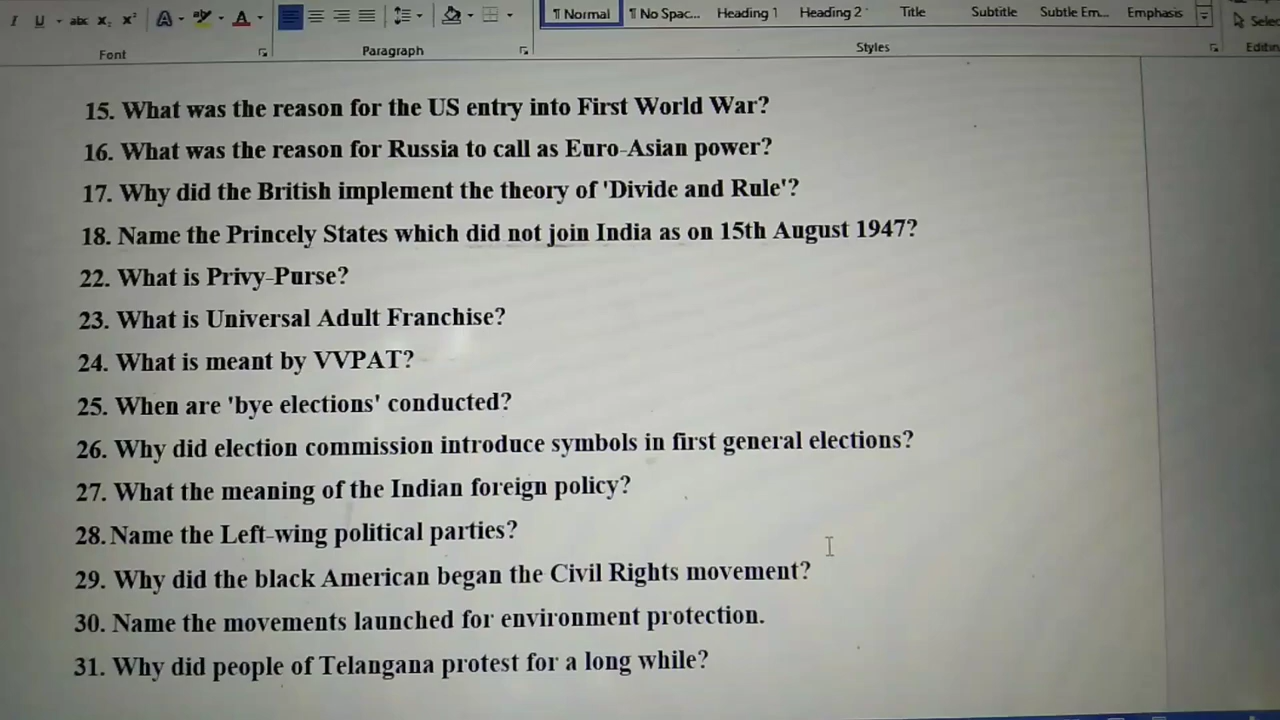 I U abc X₂ X² A ab A
¶ Normal ¶ No Spac... Heading 1 Heading 2 Title Subtitle Subtle Em... Emphasis
Font Paragraph Styles
15. What was the reason for the US entry into First World War?
16. What was the reason for Russia to call as Euro-Asian power?
17. Why did the British implement the theory of 'Divide and Rule'?
18. Name the Princely States which did not join India as on 15th August 1947?
22. What is Privy-Purse?
23. What is Universal Adult Franchise?
24. What is meant by VVPAT?
25. When are 'bye elections' conducted?
26. Why did election commission introduce symbols in first general elections?
27. What the meaning of the Indian foreign policy?
28. Name the Left-wing political parties?
29. Why did the black American began the Civil Rights movement?
30. Name the movements launched for environment protection.
31. Why did people of Telangana protest for a long while?